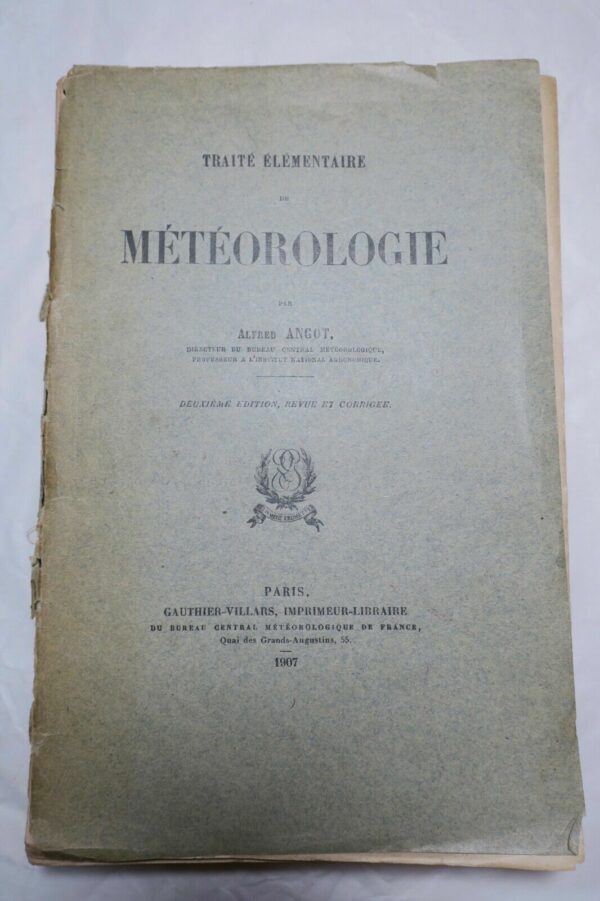 TRAITÉ ÉLÉMENTAIRE
DE
MÉTÉOROLOGIE
PAR
ALFRED ANGOT,
DIRECTEUR DU BUREAU CENTRAL MÉTÉOROLOGIQUE,
PROFESSEUR A L'INSTITUT NATIONAL AGRONOMIQUE.
DEUXIÈME ÉDITION, REVUE ET CORRIGÉE.
PARIS,
GAUTHIER-VILLARS, IMPRIMEUR-LIBRAIRE
DU BUREAU CENTRAL MÉTÉOROLOGIQUE DE FRANCE,
Quai des Grands-Augustins, 55.
1907